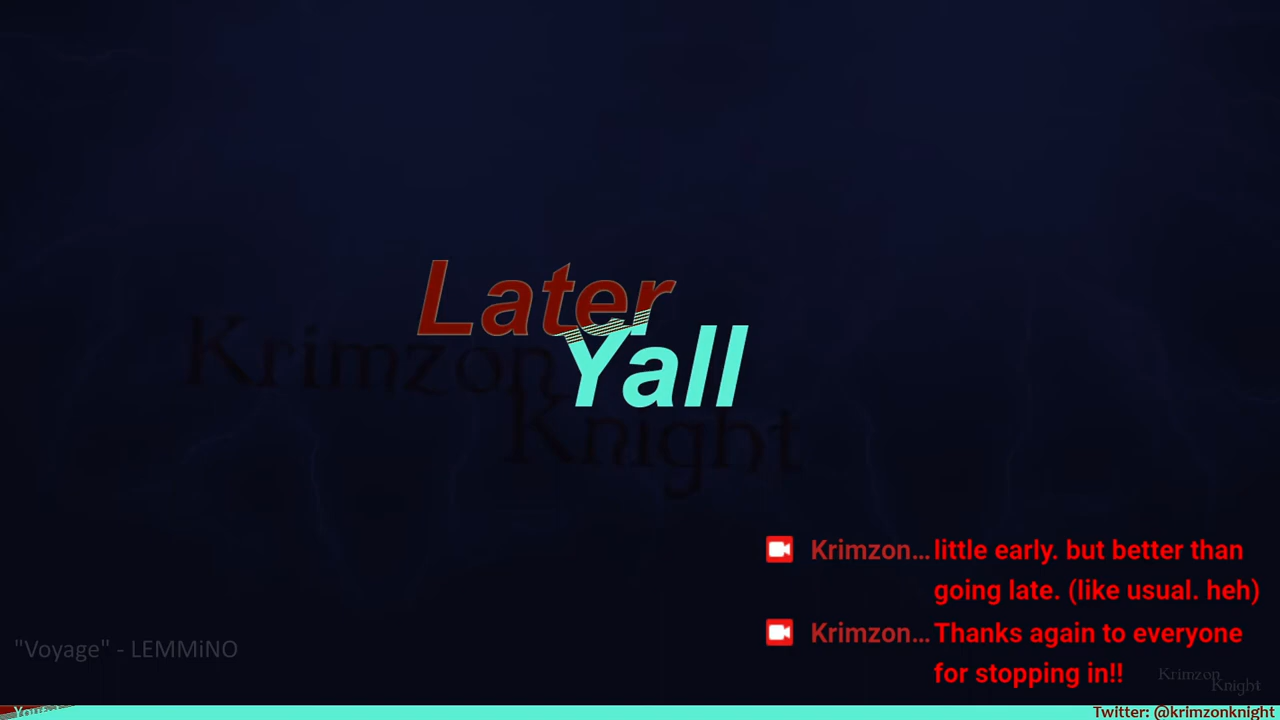 Later
Yall
Krimzon
Knight
Krimzon… little early. but better than
going late. (like usual. heh)
Krimzon… Thanks again to everyone
for stopping in!!
"Voyage" - LEMMiNO
Krimzon
Knight
Twitter: @krimzonknight